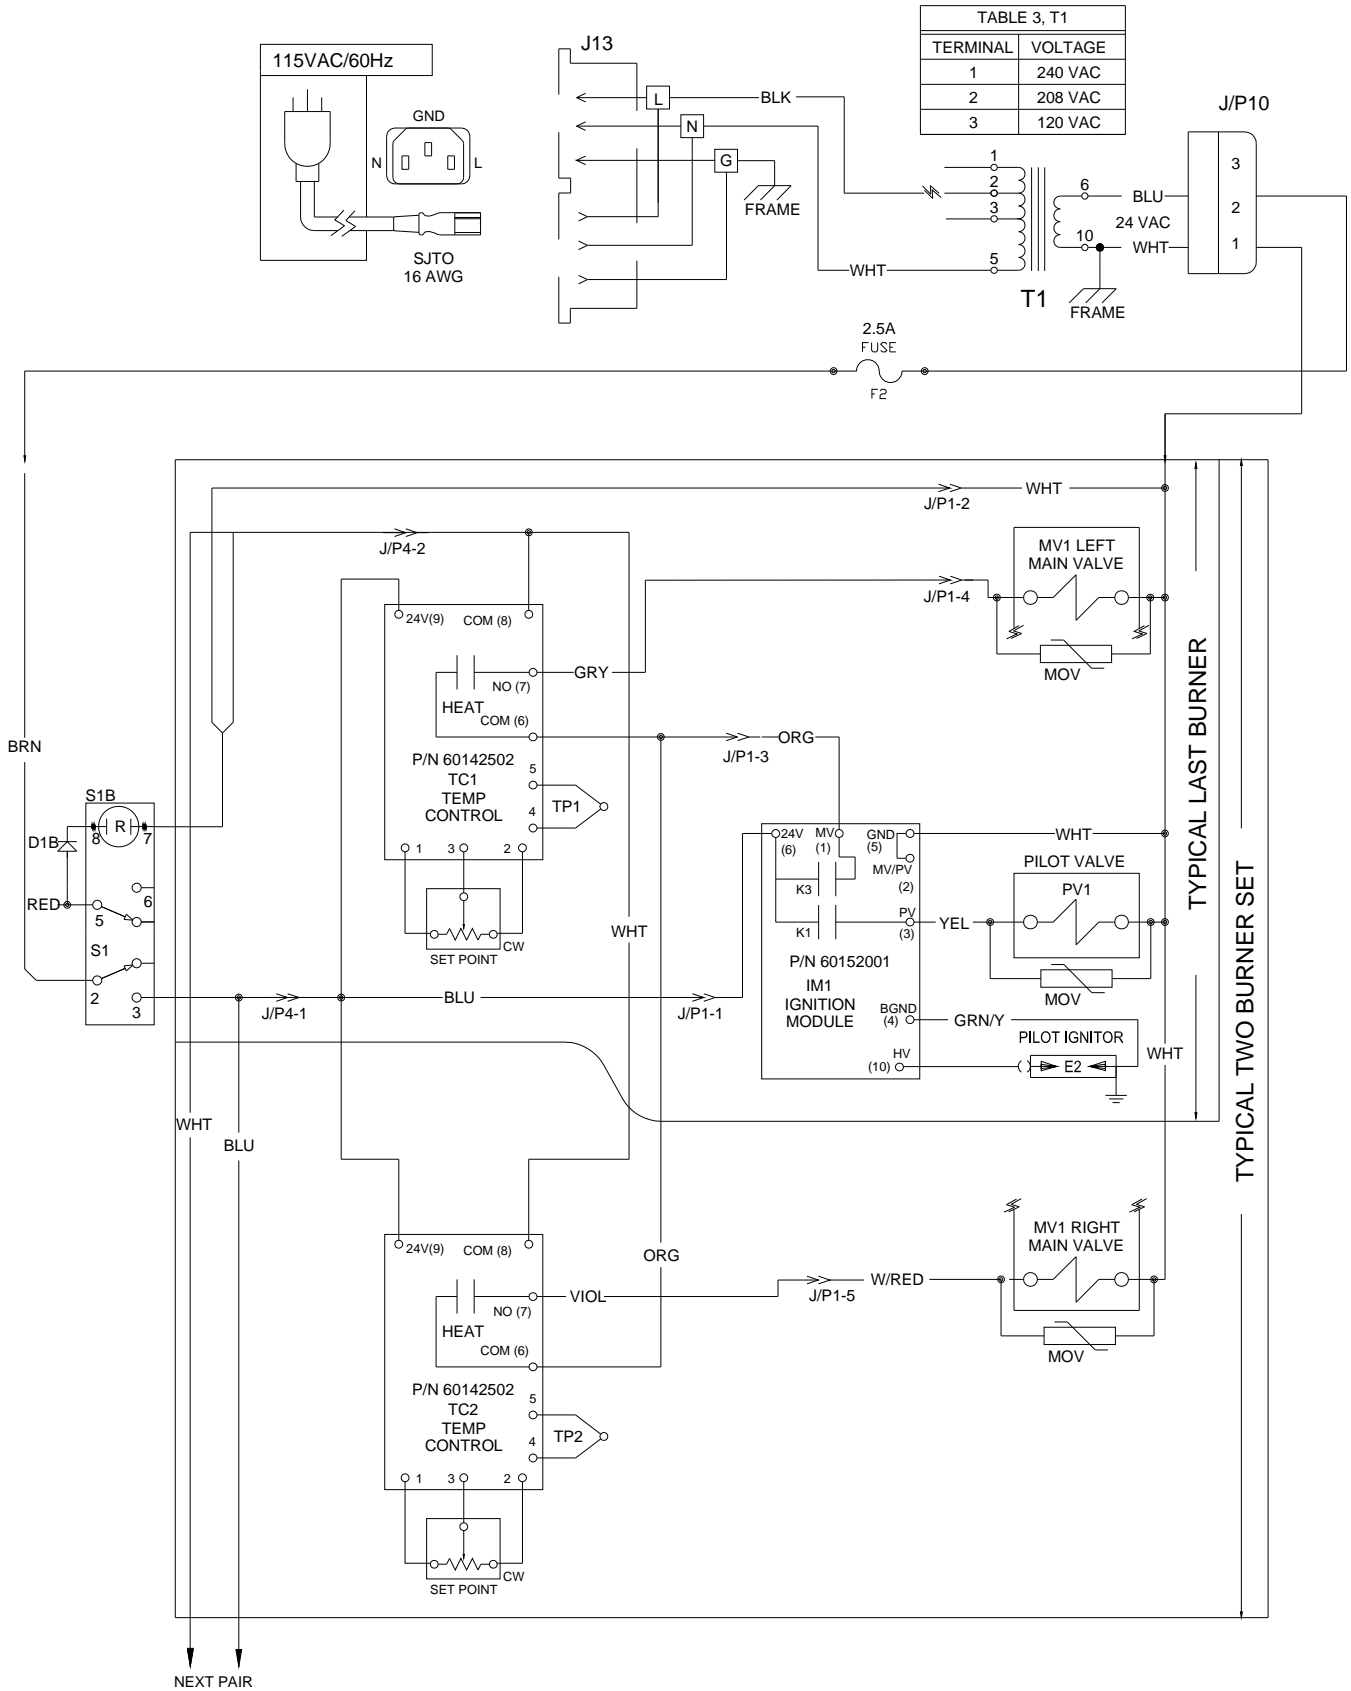 TABLE 3, T1
TERMINAL VOLTAGE
1 240 VAC
2 208 VAC
3 120 VAC
115VAC/60Hz
GND
N L
SJTO
16 AWG
J13
L
N
G
BLK
WHT
FRAME
1
2
3
5
T1
6
10
BLU
24 VAC
WHT
FRAME
J/P10
3
2
1
2.5A
FUSE
F2
BRN
J/P1-2
WHT
J/P4-2
24V(9) COM (8)
NO (7)
HEAT
COM (6)
P/N 60142502
TC1
TEMP
CONTROL
5
4
TP1
1 3 2
SET POINT
CW
GRY
J/P1-4
MV1 LEFT
MAIN VALVE
MOV
J/P1-3
ORG
S1B
R
8 7
D1B
RED
5
6
S1
2
3
J/P4-1
BLU
J/P1-1
WHT
24V
(6)
MV
(1)
GND
(5)
MV/PV
(2)
K3
K1
PV
(3)
P/N 60152001
IM1
IGNITION
MODULE
BGND
(4)
HV
(10)
WHT
PILOT VALVE
PV1
YEL
MOV
GRN/Y
PILOT IGNITOR
E2
WHT
TYPICAL LAST BURNER
TYPICAL TWO BURNER SET
WHT
BLU
24V(9) COM (8)
NO (7)
HEAT
COM (6)
P/N 60142502
TC2
TEMP
CONTROL
5
4
TP2
1 3 2
SET POINT
CW
VIOL
ORG
J/P1-5
W/RED
MV1 RIGHT
MAIN VALVE
MOV
NEXT PAIR